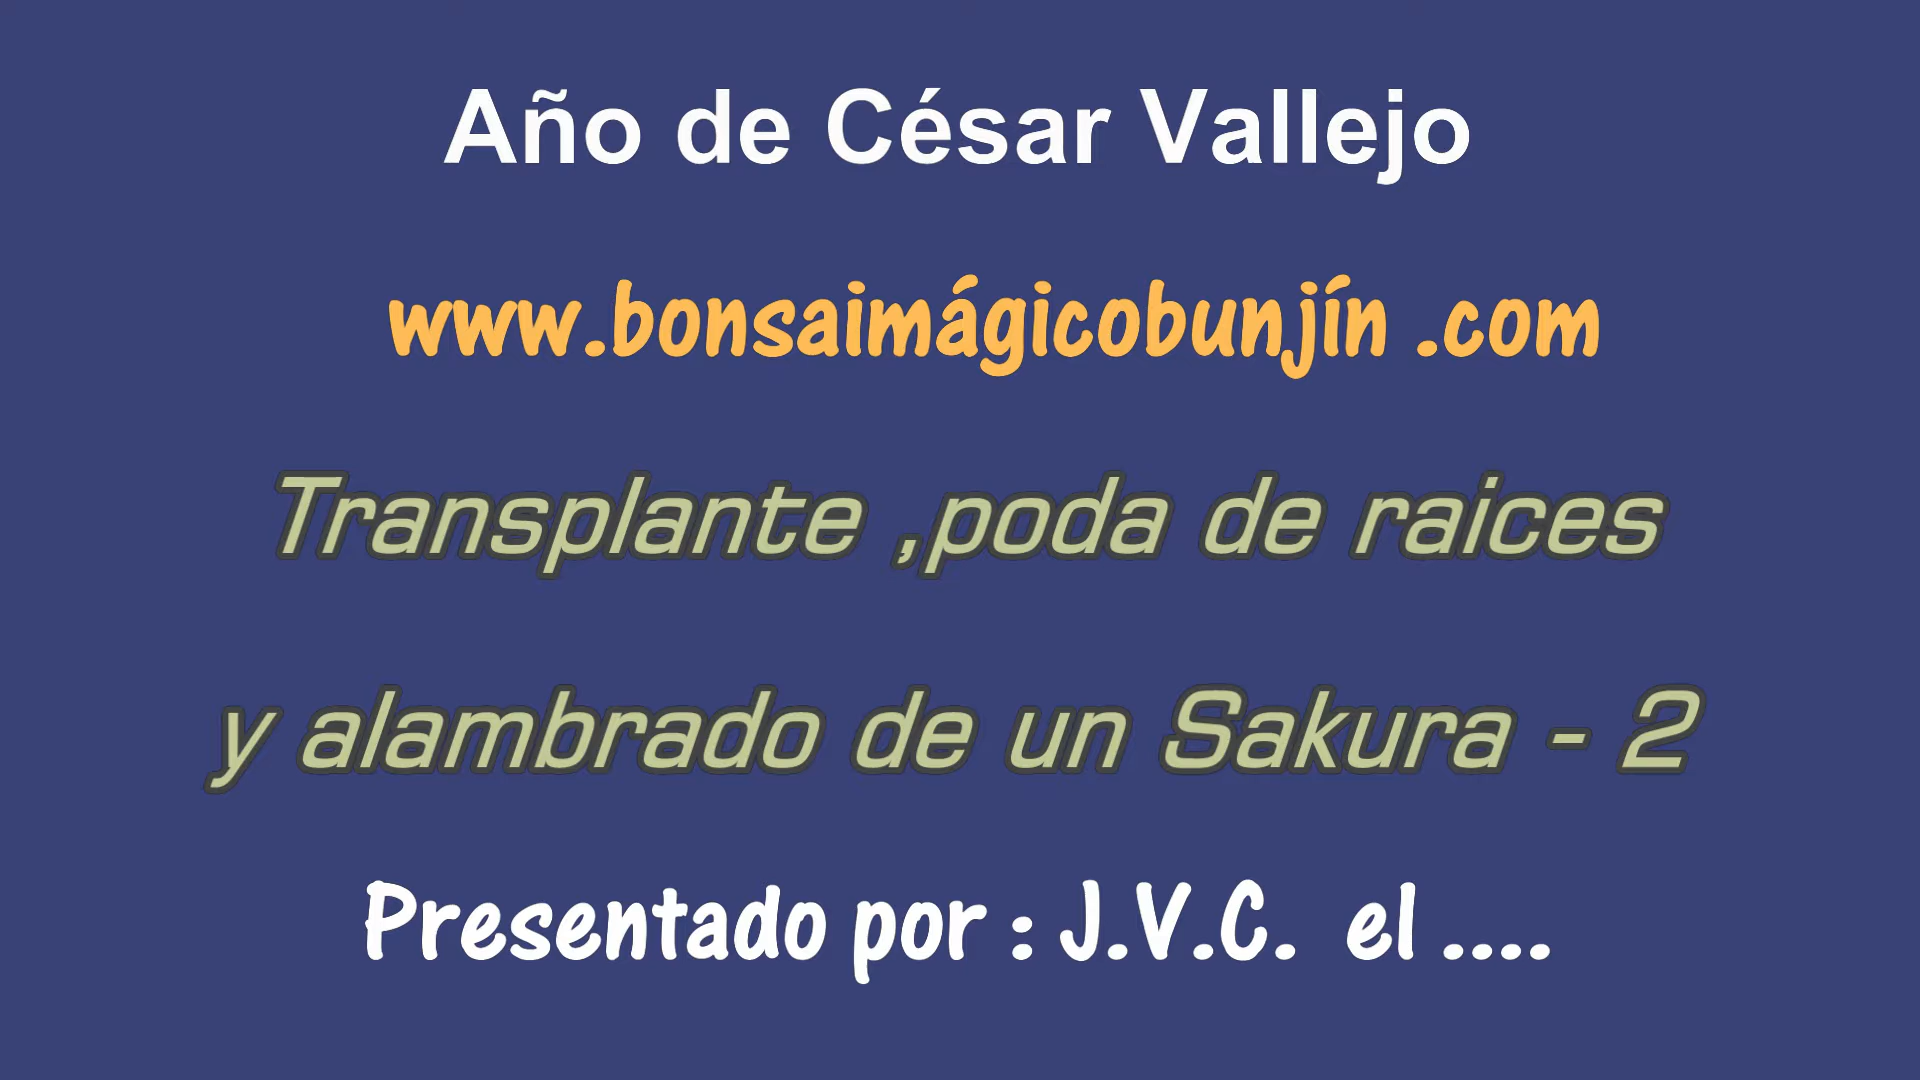 Año de César Vallejo
www.bonsaimágicobunjín .com
Transplante ,poda de raices
y alambrado de un Sakura - 2
Presentado por : J.V.C. el ....